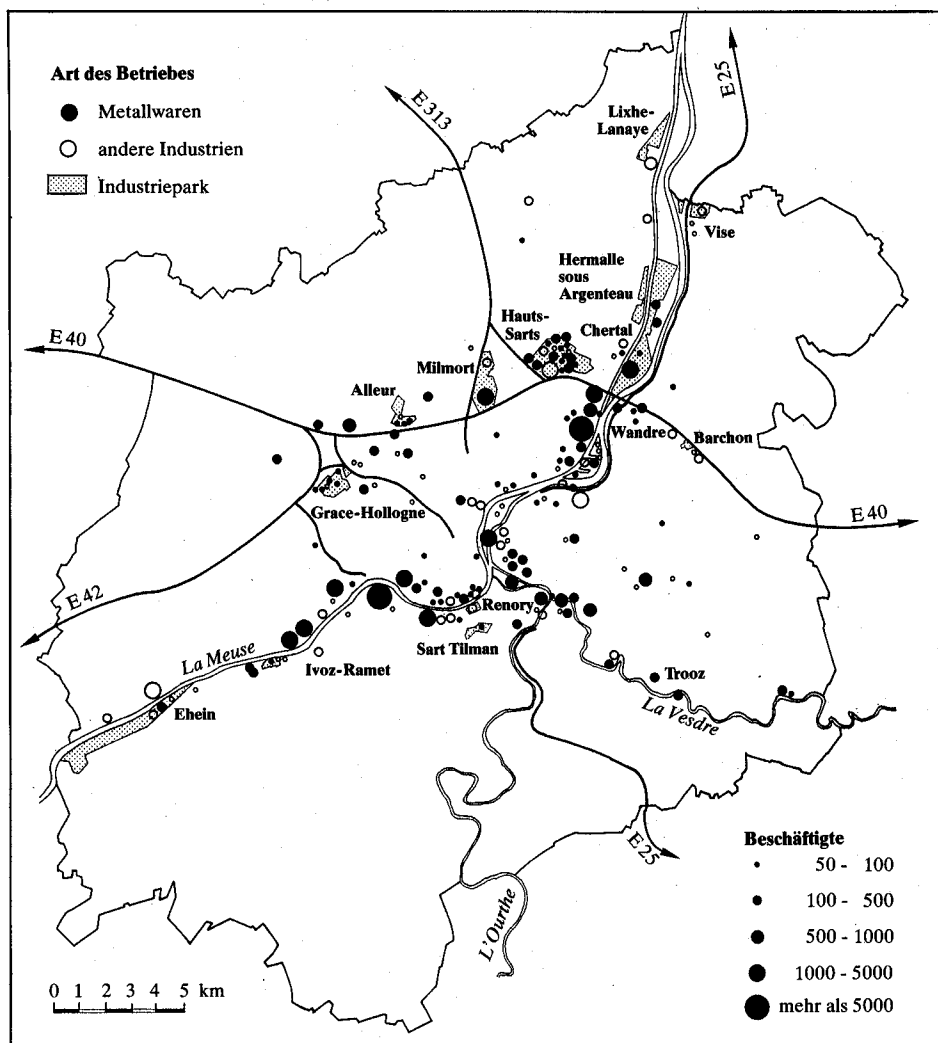 Art des Betriebes
Metallwaren
andere Industrien
Industriepark
E 313
E 25
Lixhe-
Lanaye
Vise
Hermalle
sous
Argenteau
Hauts-
Sarts
Chertal
E 40
Milmort
Alleur
Wandre
Barchon
Grace-Hollogne
E 40
E 42
Renory
Sart Tilman
La Meuse
Ivoz-Ramet
Trooz
La Vesdre
Ehein
E 25
L'Ourthe
Beschäftigte
50 - 100
100 - 500
500 - 1000
1000 - 5000
mehr als 5000
0 1 2 3 4 5 km